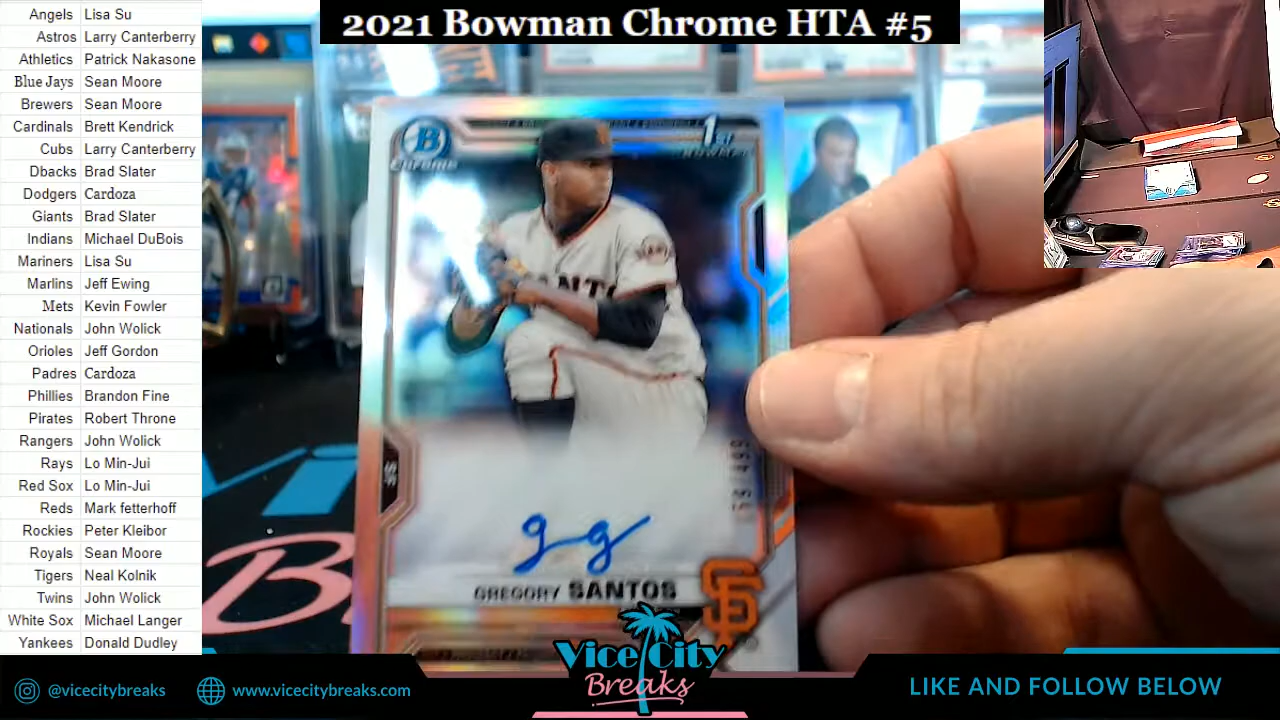 2021 Bowman Chrome HTA #5
Angels Lisa Su
Astros Larry Canterberry
Athletics Patrick Nakasone
Blue Jays Sean Moore
Brewers Sean Moore
Cardinals Brett Kendrick
Cubs Larry Canterberry
Dbacks Brad Slater
Dodgers Cardoza
Giants Brad Slater
Indians Michael DuBois
Mariners Lisa Su
Marlins Jeff Ewing
Mets Kevin Fowler
Nationals John Wolick
Orioles Jeff Gordon
Padres Cardoza
Phillies Brandon Fine
Pirates Robert Throne
Rangers John Wolick
Rays Lo Min-Jui
Red Sox Lo Min-Jui
Reds Mark fetterhoff
Rockies Peter Kleibor
Royals Sean Moore
Tigers Neal Kolnik
Twins John Wolick
White Sox Michael Langer
Yankees Donald Dudley
B
Chrome
1ST
BOWMAN
GIANTS
SF
GREGORY SANTOS
SF
Vice City
Breaks
@vicecitybreaks
www.vicecitybreaks.com
LIKE AND FOLLOW BELOW